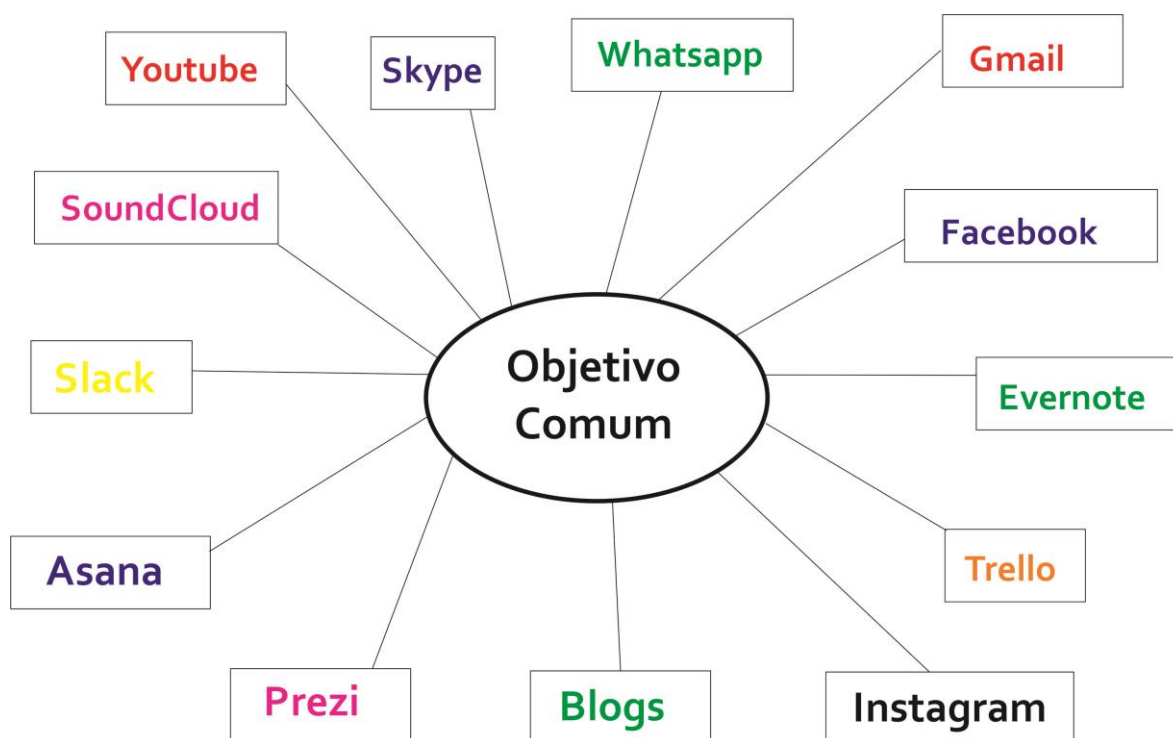 Youtube
Skype
Whatsapp
Gmail
SoundCloud
Facebook
Objetivo
Comum
Slack
Evernote
Asana
Trello
Prezi
Blogs
Instagram